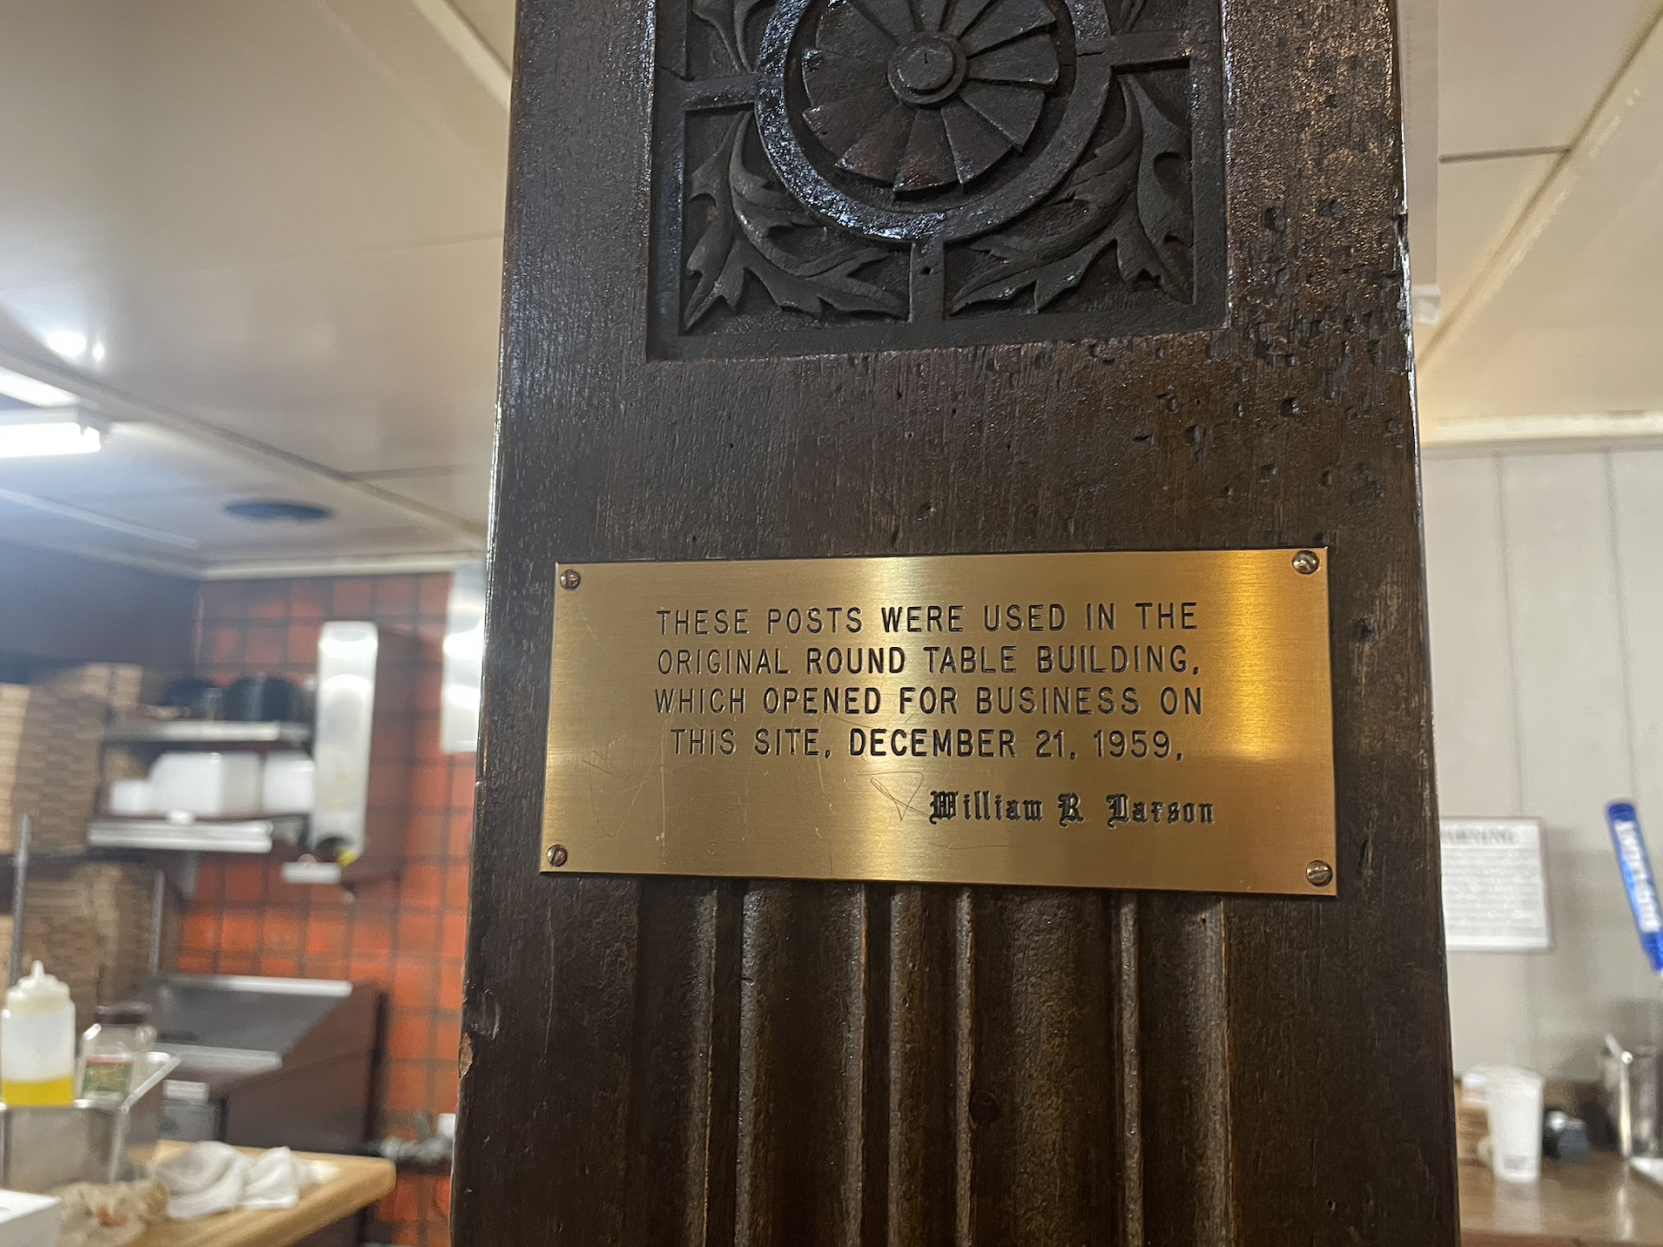 THESE POSTS WERE USED IN THE
ORIGINAL ROUND TABLE BUILDING,
WHICH OPENED FOR BUSINESS ON
THIS SITE, DECEMBER 21, 1959,
William R Larson